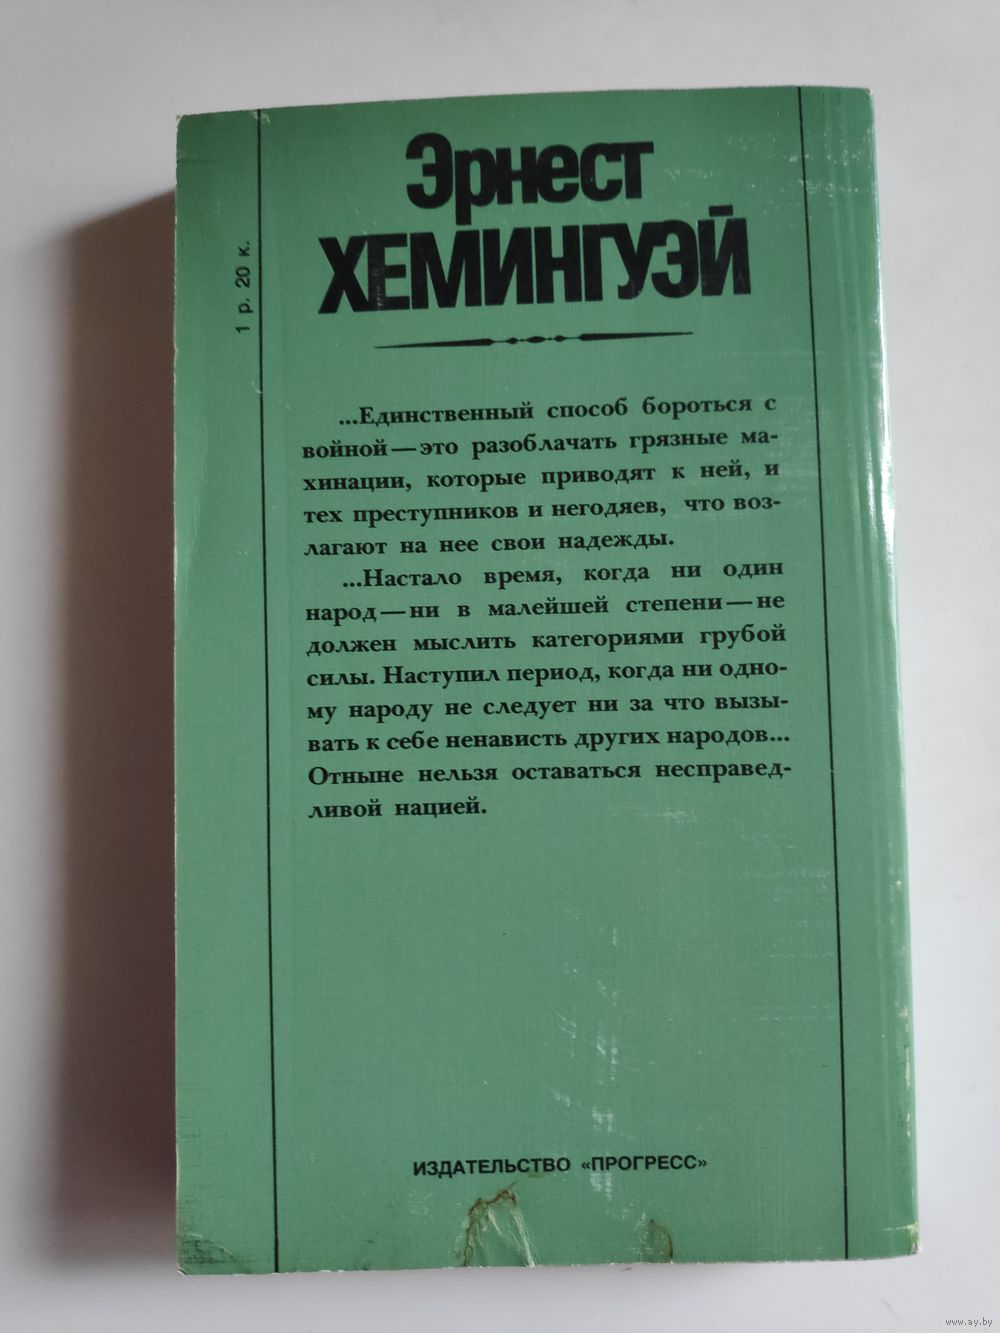 Эрнест
ХЕМИНГУЭЙ
1 р. 20 к.
...Единственный способ бороться с
войной—это разоблачать грязные ма-
хинации, которые приводят к ней, и
тех преступников и негодяев, что воз-
лагают на нее свои надежды.
...Настало время, когда ни один
народ—ни в малейшей степени—не
должен мыслить категориями грубой
силы. Наступил период, когда ни одно-
му народу не следует ни за что вызы-
вать к себе ненависть других народов...
Отныне нельзя оставаться несправед-
ливой нацией.
ИЗДАТЕЛЬСТВО «ПРОГРЕСС»
www.ay.by